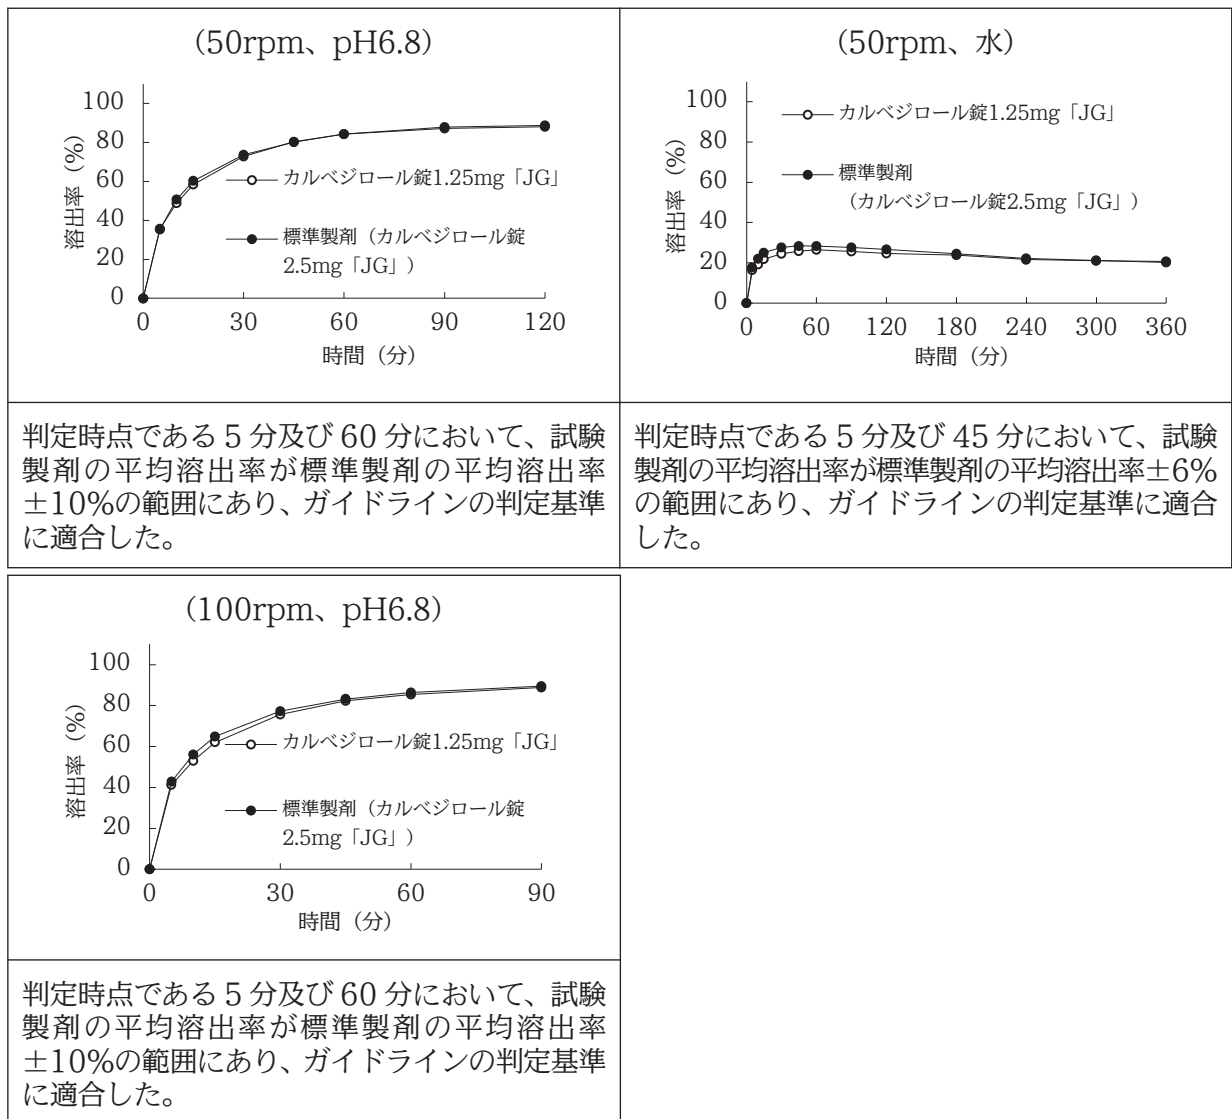 (50rpm、pH6.8)
溶出率 (%)
100
80
60
40
20
0
カルベジロール錠1.25mg「JG」
標準製剤(カルベジロール錠
2.5mg「JG」)
0 30 60 90 120
時間(分)
判定時点である5分及び60分において、試験
製剤の平均溶出率が標準製剤の平均溶出率
±10%の範囲にあり、ガイドラインの判定基準
に適合した。
(50rpm、水)
溶出率 (%)
100
80
60
40
20
0
カルベジロール錠1.25mg「JG」
標準製剤
(カルベジロール錠2.5mg「JG」)
0 60 120 180 240 300 360
時間(分)
判定時点である5分及び45分において、試験
製剤の平均溶出率が標準製剤の平均溶出率±6%
の範囲にあり、ガイドラインの判定基準に適合
した。
(100rpm、pH6.8)
溶出率 (%)
100
80
60
40
20
0
カルベジロール錠1.25mg「JG」
標準製剤(カルベジロール錠
2.5mg「JG」)
0 30 60 90
時間(分)
判定時点である5分及び60分において、試験
製剤の平均溶出率が標準製剤の平均溶出率
±10%の範囲にあり、ガイドラインの判定基準
に適合した。